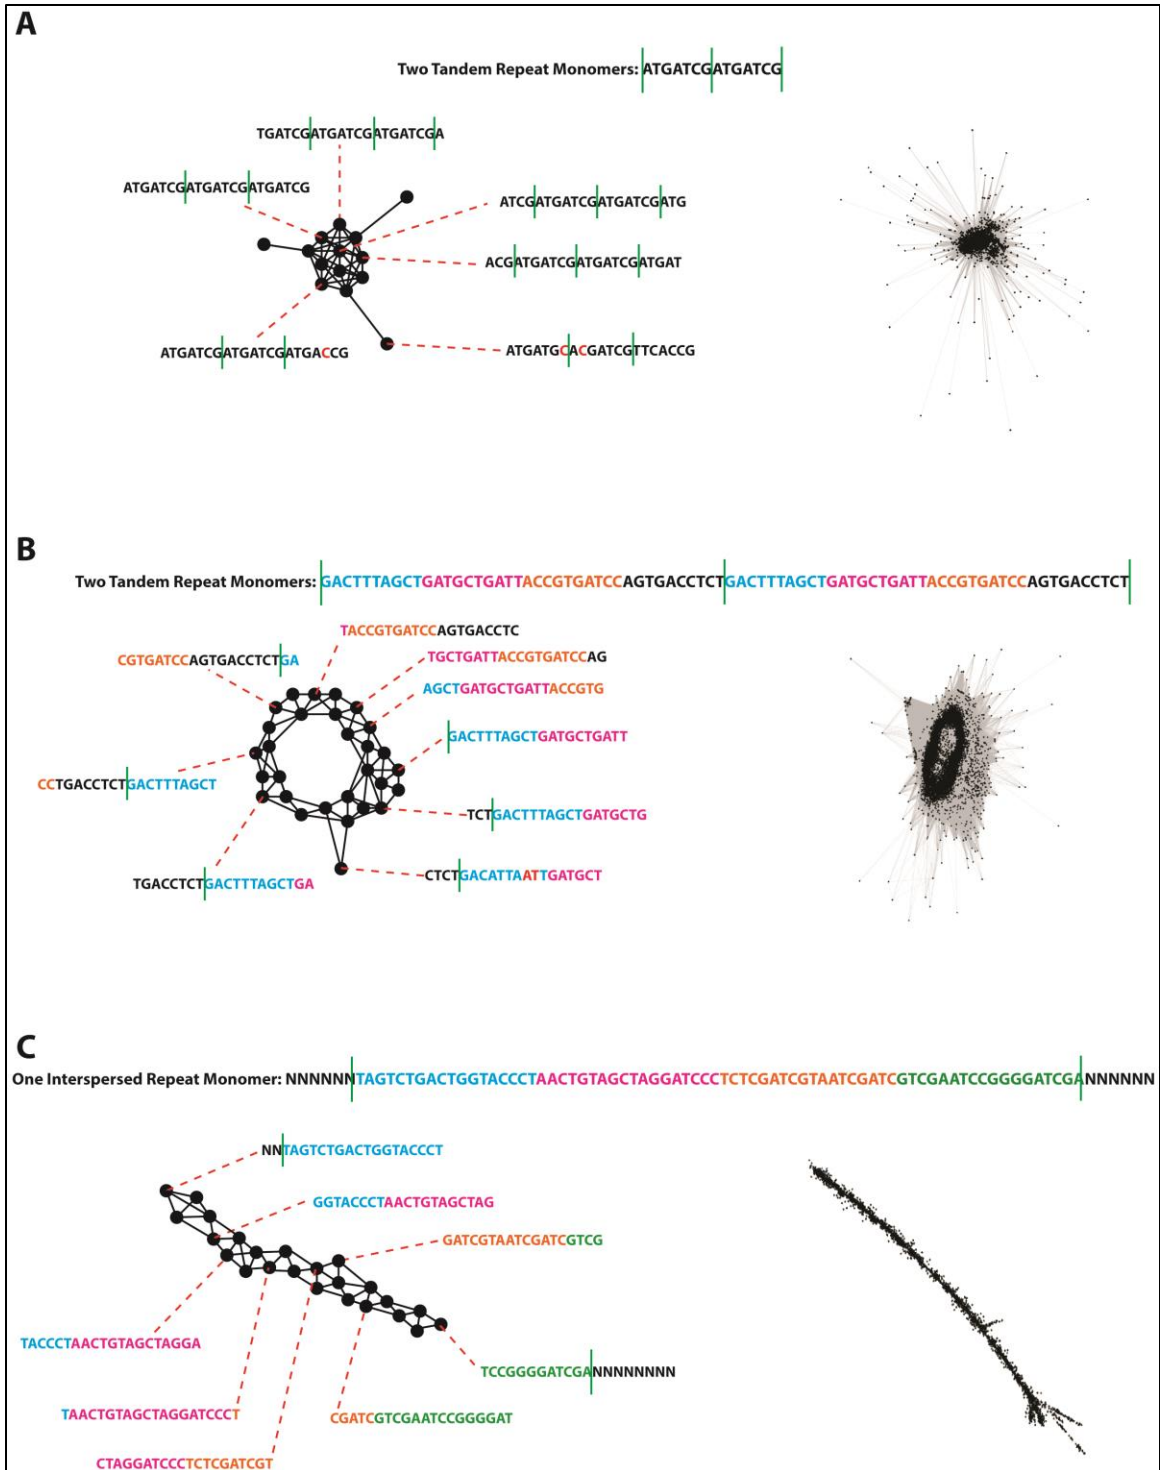 A
Two Tandem Repeat Monomers: ATGATCGATGATCG
TGATCGATGATCGATGATCGA
ATGATCGATGATCGATGATCG
ATCGATGATCGATGATCGATG
ACGATGATCGATGATCGATGAT
ATGATCGATGATCGATGACCG
ATGATGCACGATCGTTCACCG
B
Two Tandem Repeat Monomers: GACTTTAGCTGATGCTGATTACCGTGATCCAGTGACCTCTGACTTTAGCTGATGCTGATTACCGTGATCCAGTGACCTCT
TACCGTGATCCAGTGACCTC
CGTGATCCAGTGACCTCTGA
TGCTGATTACCGTGATCCAG
AGCTGATGCTGATTACCGTG
GACTTTAGCTGATGCTGATT
CCTGACCTCTGACTTTAGCT
TCTGACTTTAGCTGATGCTG
CTCTGACATTAATTGATGCT
TGACCTCTGACTTTAGCTGA
C
One Interspersed Repeat Monomer: NNNNNNTAGTCTGACTGGTACCCTAACTGTAGCTAGGATCCCTCTCGATCGTAATCGATCGTCGAATCCGGGGATCGANNNNNN
NNTAGTCTGACTGGTACCCT
GGTACCCTAACTGTAGCTAG
GATCGTAATCGATCGTCG
TACCCTAACTGTAGCTAGGA
TCCGGGGATCGANNNNNNNN
TAACTGTAGCTAGGATCCCT
CGATCGTCGAATCCGGGGAT
CTAGGATCCCTCTCGATCGT